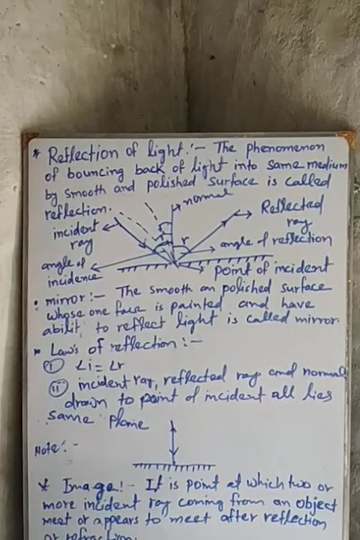 * Reflection of light :- The phenomenon
of bouncing back of light into same medium
by smooth and polished surface is called
reflection.
normal
incident
ray
Reflected
ray
i
r
angle of reflection
angle of
incidence
point of incident
• mirror :- The smooth an polished surface
whose one face is painted and have
abilit to reflect light is called mirror
* Laws of reflection :-
(i) ∠i = ∠r
(ii) incident ray, reflected ray and normal
drawn to point of incident all lies
same plane
Note :-
* Image :- It is point at which two or
more incident ray coming from an object
meet or appears to meet after reflection
or refraction.